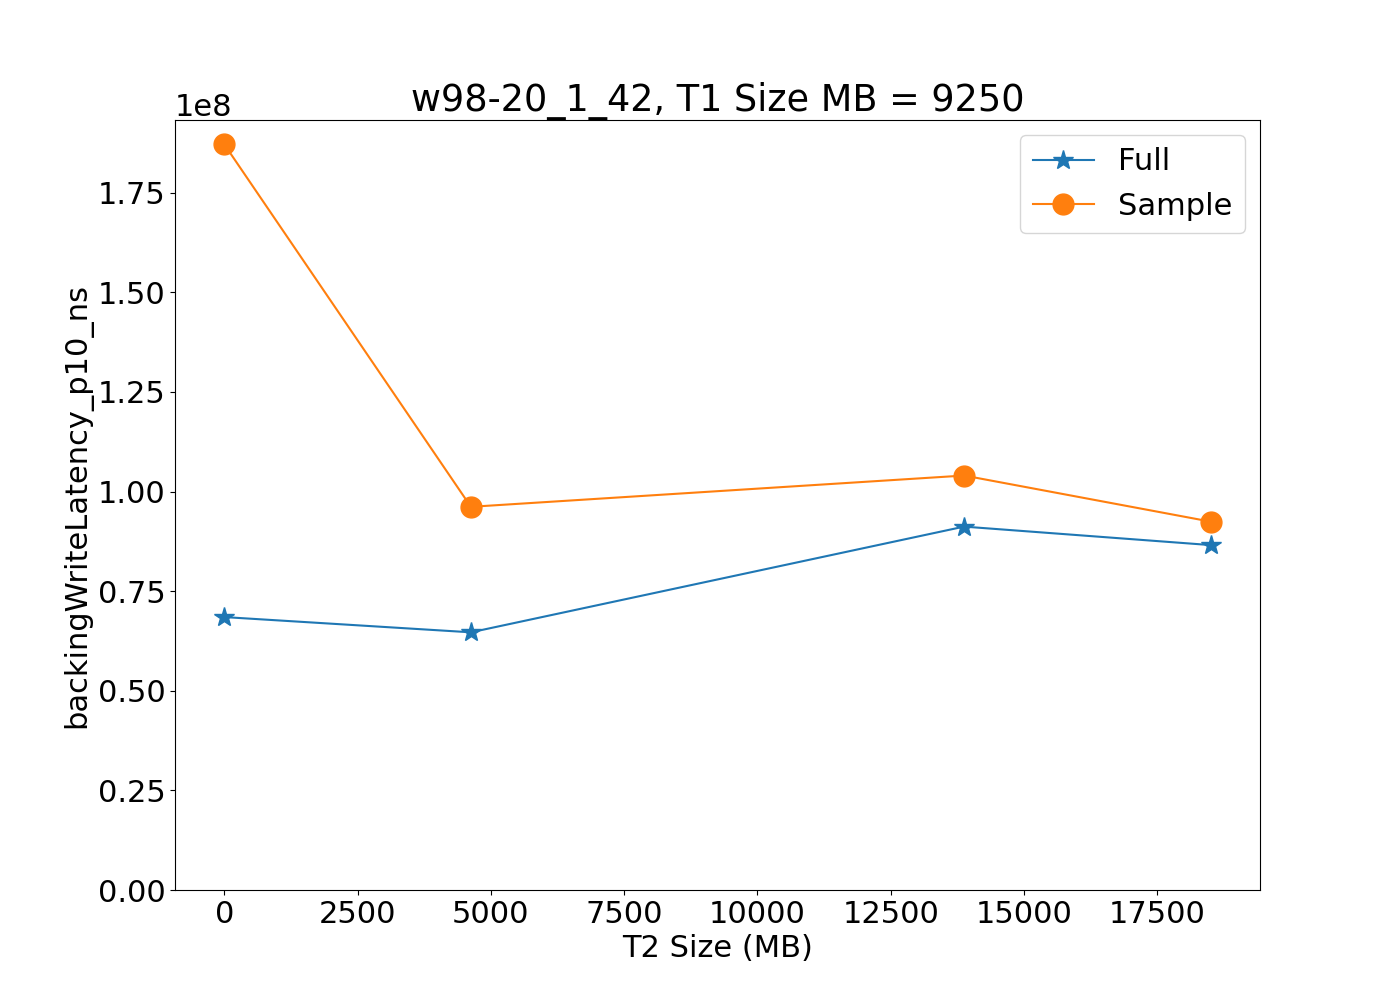 w98-20_1_42, T1 Size MB = 9250
1e8
Full
Sample
1.75
1.50
1.25
1.00
0.75
0.50
0.25
0.00
backingWriteLatency_p10_ns
0 2500 5000 7500 10000 12500 15000 17500
T2 Size (MB)